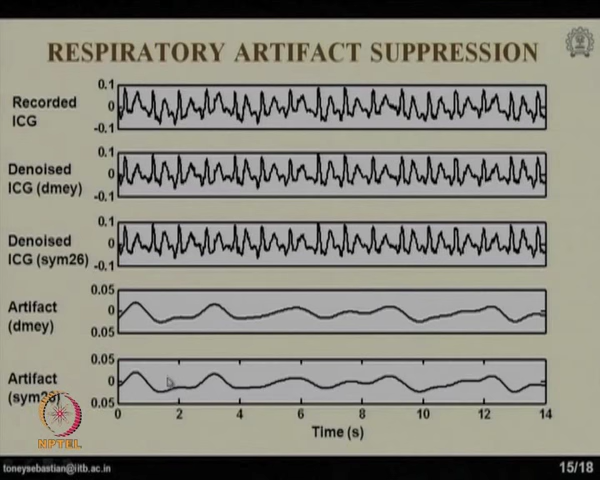 RESPIRATORY ARTIFACT SUPPRESSION
Recorded
ICG
0.1
0
-0.1
Denoised
ICG (dmey)
0.1
0
-0.1
Denoised
ICG (sym26)
0.1
0
-0.1
Artifact
(dmey)
0.05
0
0.05
Artifact
(sym26)
0.05
0
0.05
0 2 4 6 8 10 12 14
Time (s)
NPTEL
toneysebastian@iitb.ac.in
15/18